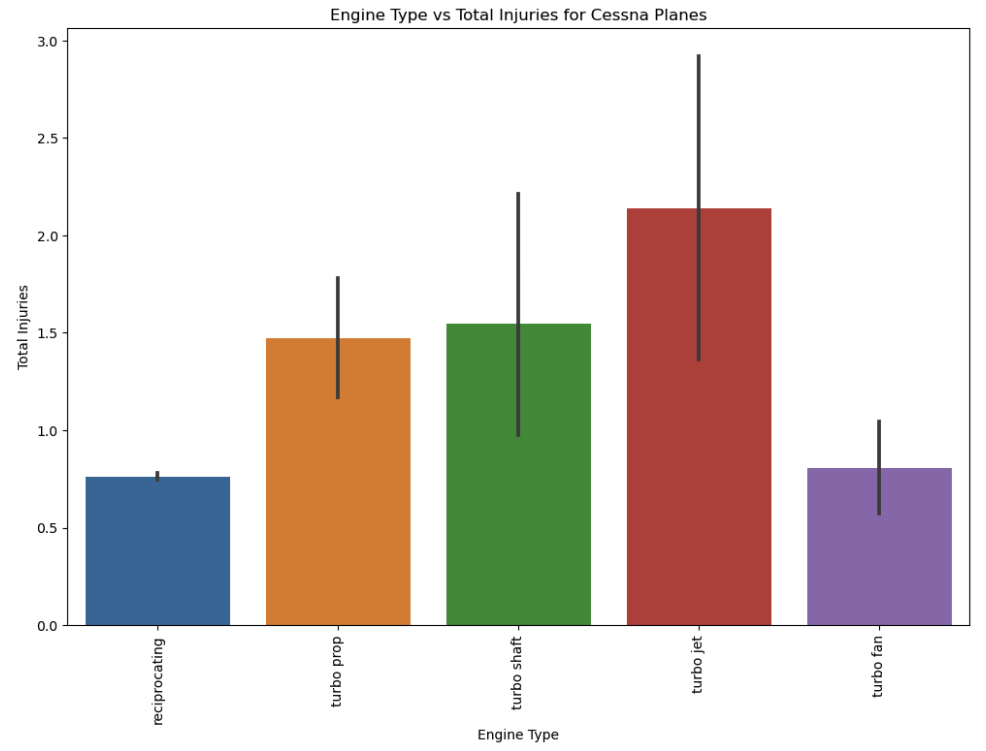 Engine Type vs Total Injuries for Cessna Planes
3.0
2.5
2.0
1.5
1.0
0.5
0.0
Total Injuries
reciprocating
turbo prop
turbo shaft
turbo jet
turbo fan
Engine Type